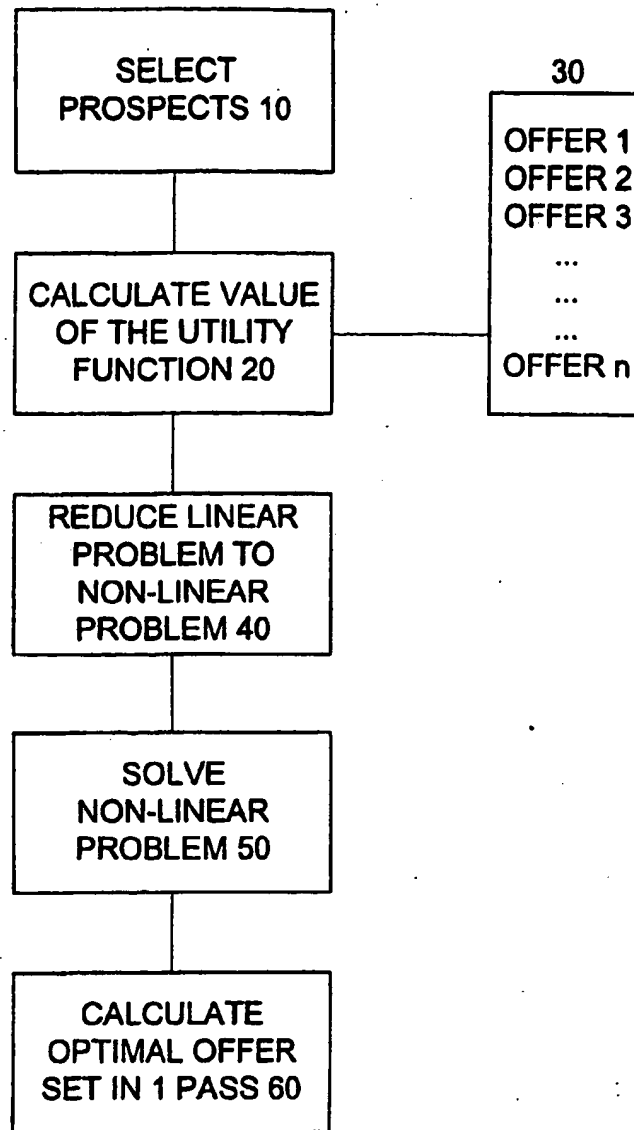 SELECT
PROSPECTS 10
30
OFFER 1
OFFER 2
OFFER 3
...
...
...
OFFER n
CALCULATE VALUE
OF THE UTILITY
FUNCTION 20
REDUCE LINEAR
PROBLEM TO
NON-LINEAR
PROBLEM 40
SOLVE
NON-LINEAR
PROBLEM 50
CALCULATE
OPTIMAL OFFER
SET IN 1 PASS 60